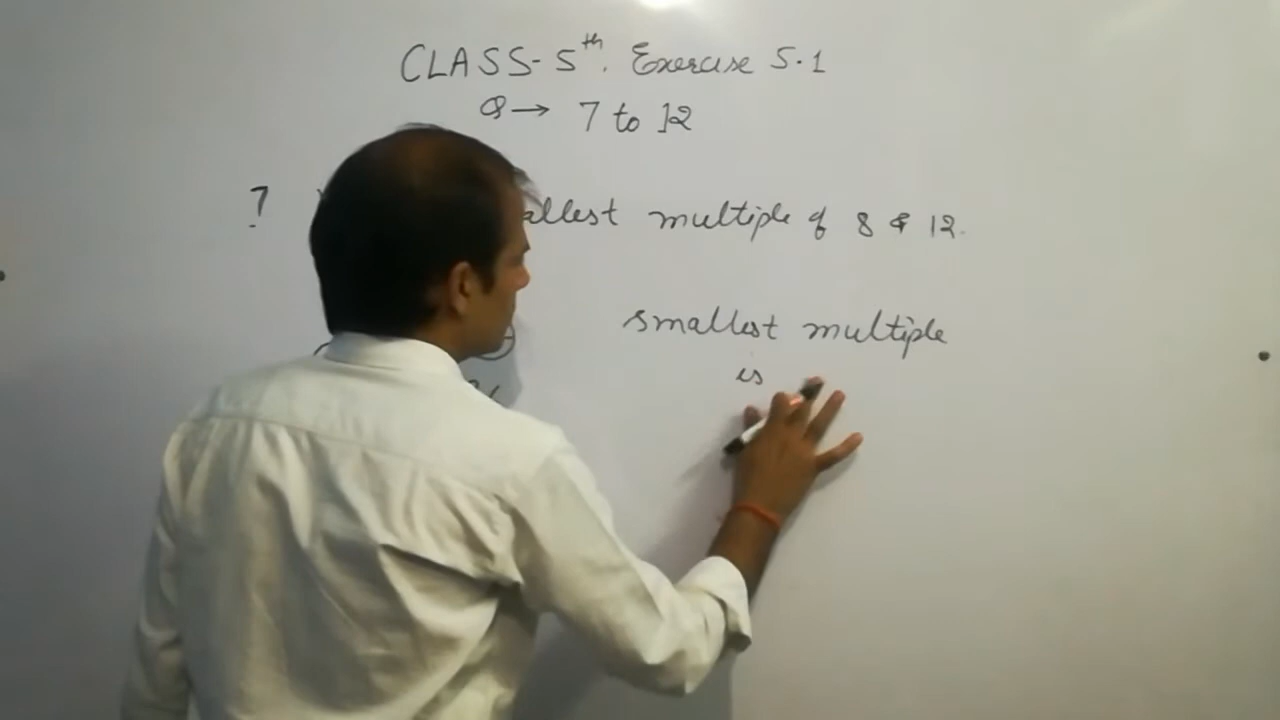 CLASS-5th. Exercise 5.1
Q→ 7 to 12
7 allest multiple of 8 & 12.
smallest multiple
is